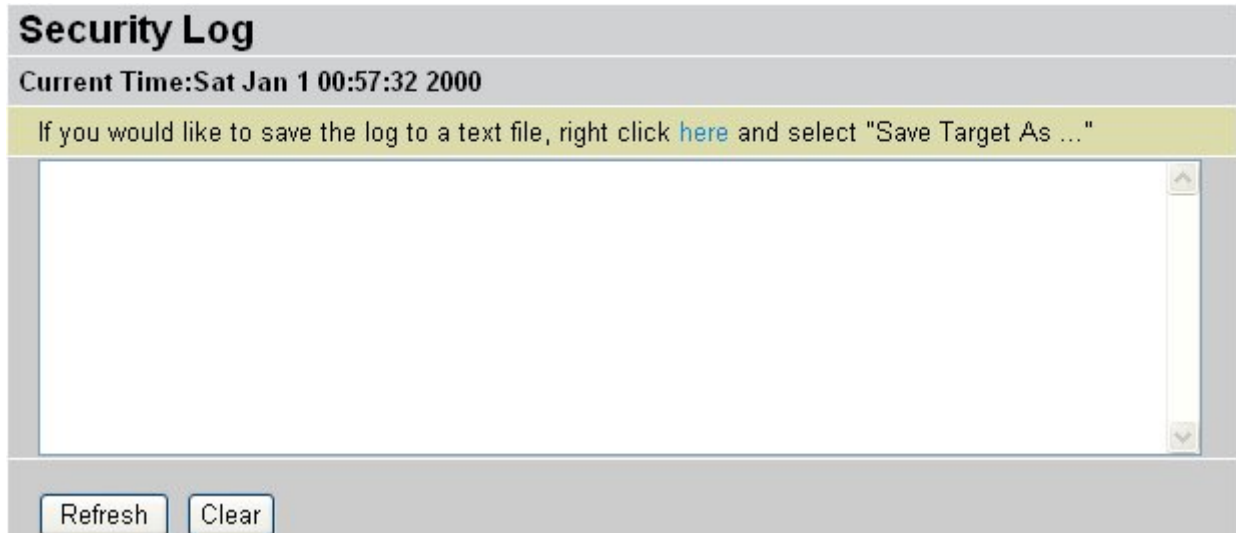 Security Log
Current Time:Sat Jan 1 00:57:32 2000
If you would like to save the log to a text file, right click here and select "Save Target As ..."
Refresh Clear